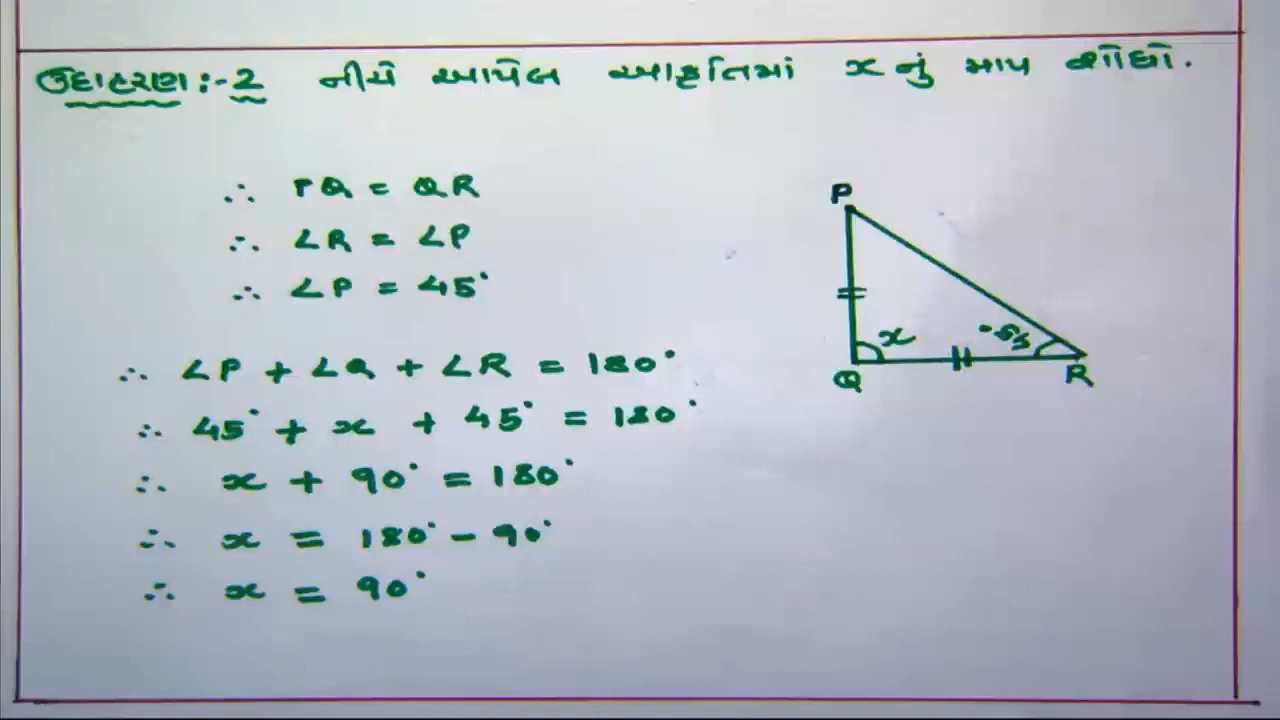 ઉદાહરણ:-2 નીચે આપેલ આકૃતિમાં x નું માપ શોધો.
∴ PQ = QR
∴ ∠R = ∠P
∴ ∠P = 45°
∴ ∠P + ∠Q + ∠R = 180°
∴ 45° + x + 45° = 180°
∴ x + 90° = 180°
∴ x = 180° - 90°
∴ x = 90°
P
x
45°
Q
R